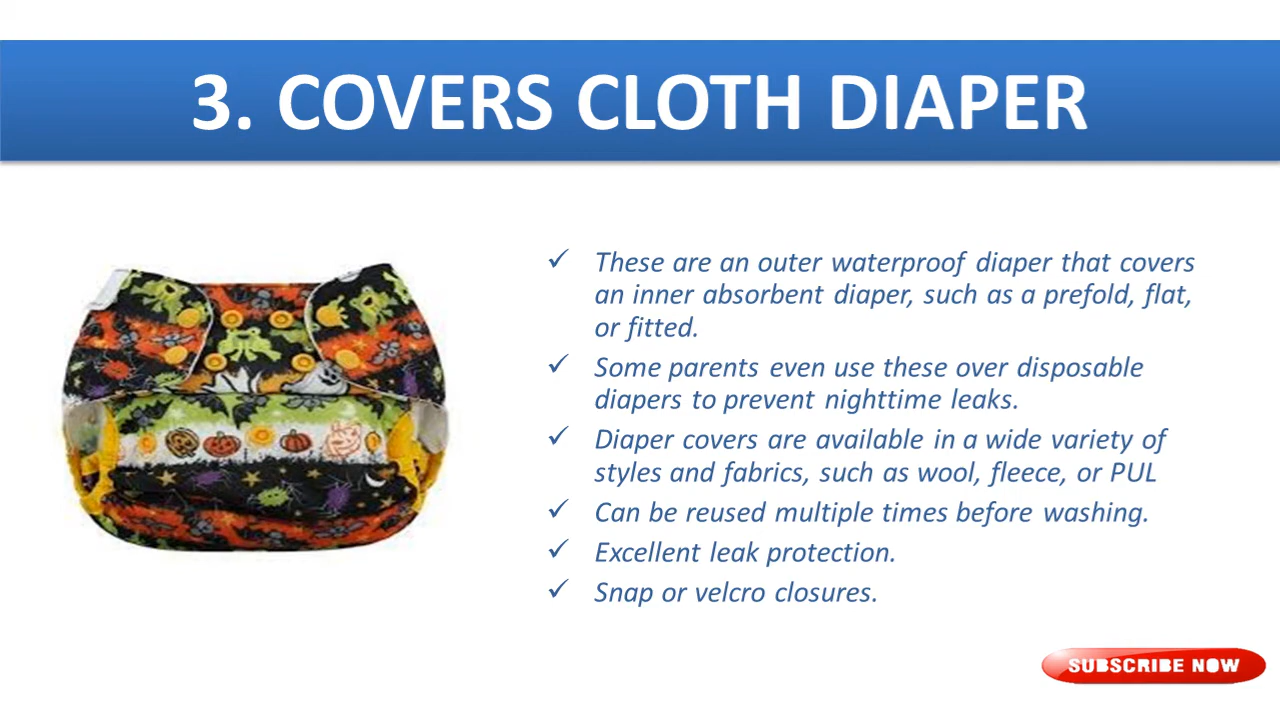 3. COVERS CLOTH DIAPER
These are an outer waterproof diaper that covers
an inner absorbent diaper, such as a prefold, flat,
or fitted.
Some parents even use these over disposable
diapers to prevent nighttime leaks.
Diaper covers are available in a wide variety of
styles and fabrics, such as wool, fleece, or PUL
Can be reused multiple times before washing.
Excellent leak protection.
Snap or velcro closures.
SUBSCRIBE NOW